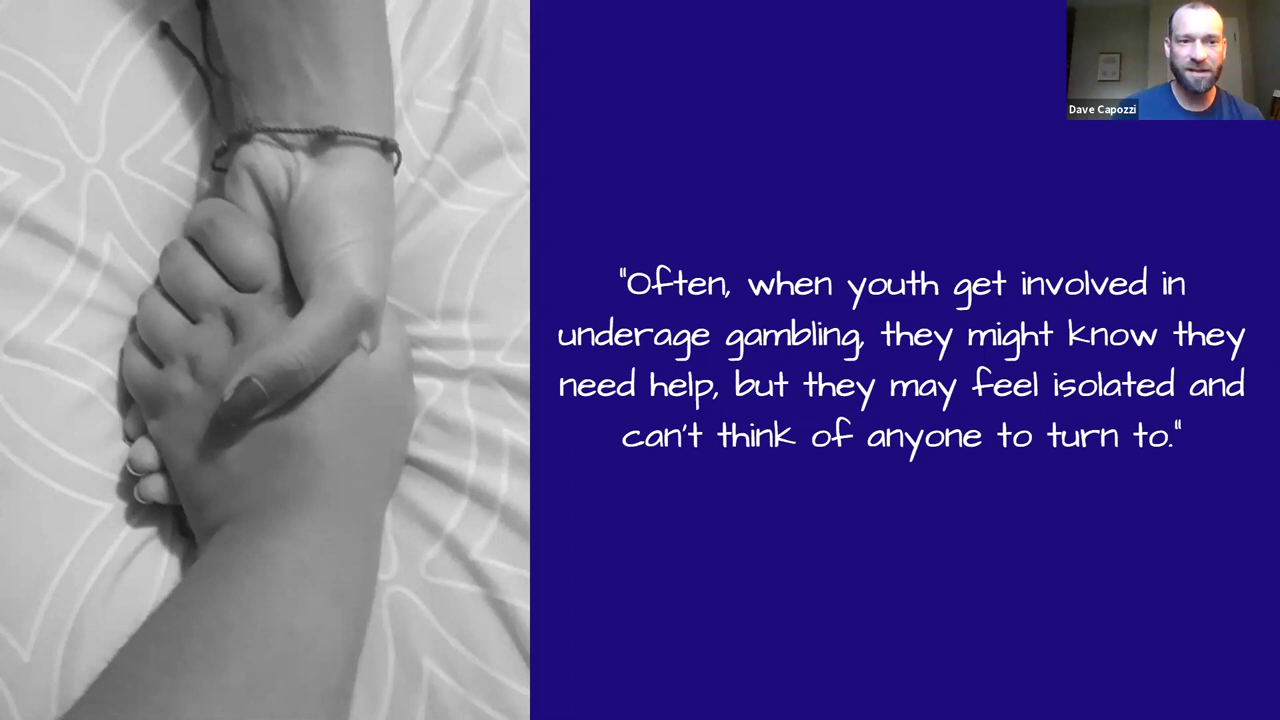 Dave Capozzi
"Often, when youth get involved in
underage gambling, they might know they
need help, but they may feel isolated and
can't think of anyone to turn to."